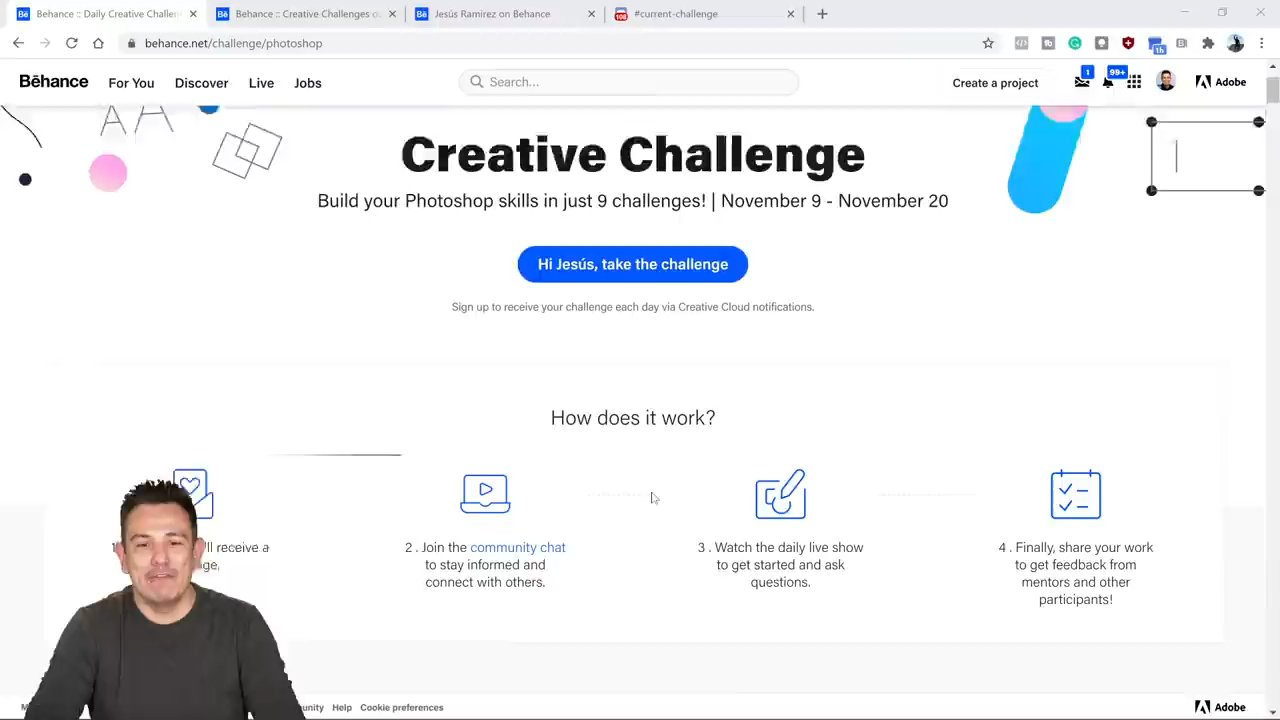 Behance :: Daily Creative Challen
Behance :: Creative Challenges o
Jesús Ramirez on Behance
#current-challenge
behance.net/challenge/photoshop
1b
Bēhance
For You
Discover
Live
Jobs
Search...
Create a project
1
99+
Adobe
Creative Challenge
Build your Photoshop skills in just 9 challenges! | November 9 - November 20
Hi Jesús, take the challenge
Sign up to receive your challenge each day via Creative Cloud notifications.
How does it work?
'll receive a
2 . Join the community chat
to stay informed and
connect with others.
3 . Watch the daily live show
to get started and ask
questions.
4 . Finally, share your work
to get feedback from
mentors and other
participants!
Help
Cookie preferences
Adobe